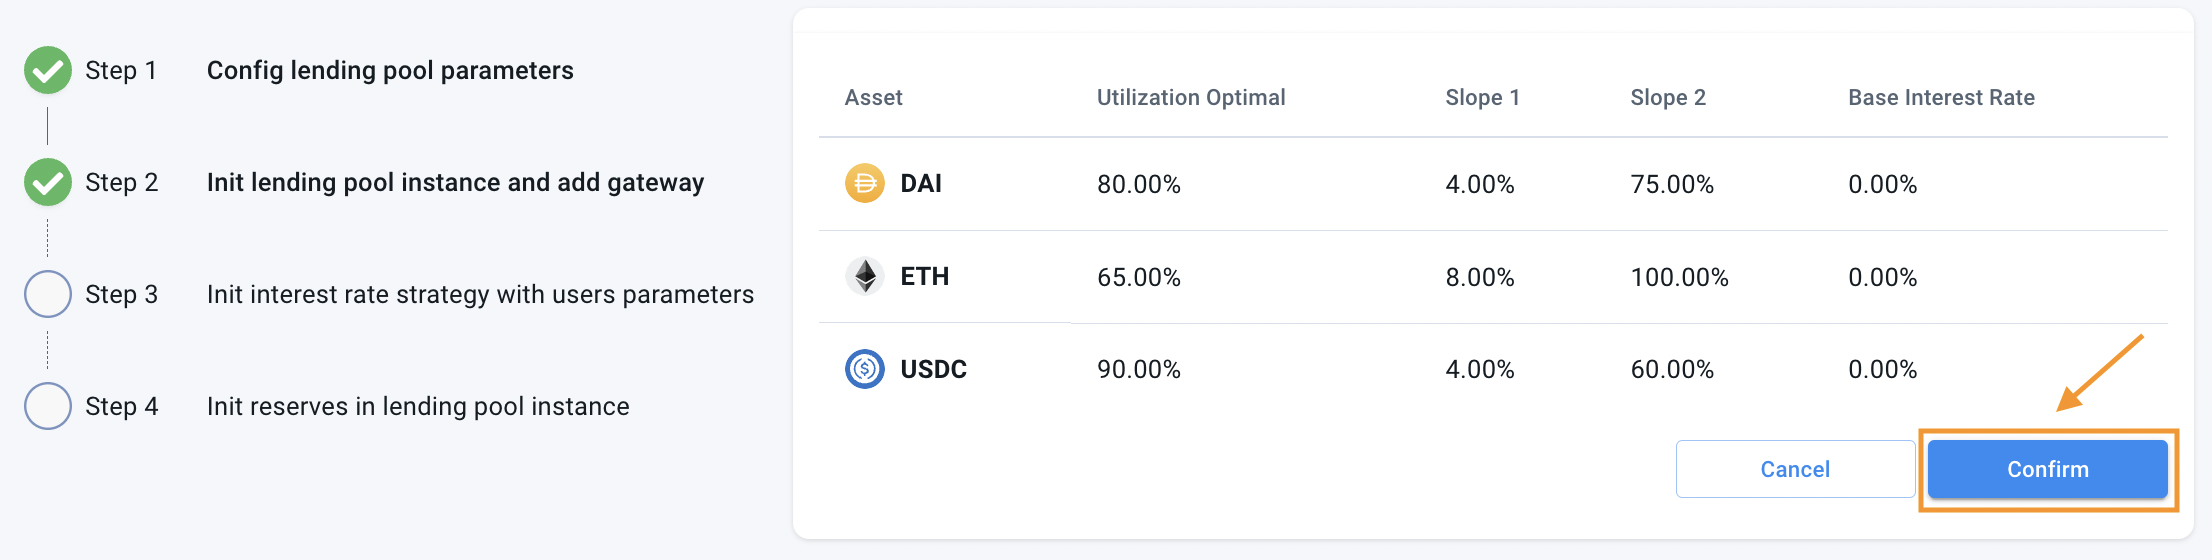 Step 1 Config lending pool parameters
Step 2 Init lending pool instance and add gateway
Step 3 Init interest rate strategy with users parameters
Step 4 Init reserves in lending pool instance
Asset Utilization Optimal Slope 1 Slope 2 Base Interest Rate
DAI 80.00% 4.00% 75.00% 0.00%
ETH 65.00% 8.00% 100.00% 0.00%
USDC 90.00% 4.00% 60.00% 0.00%
Cancel Confirm